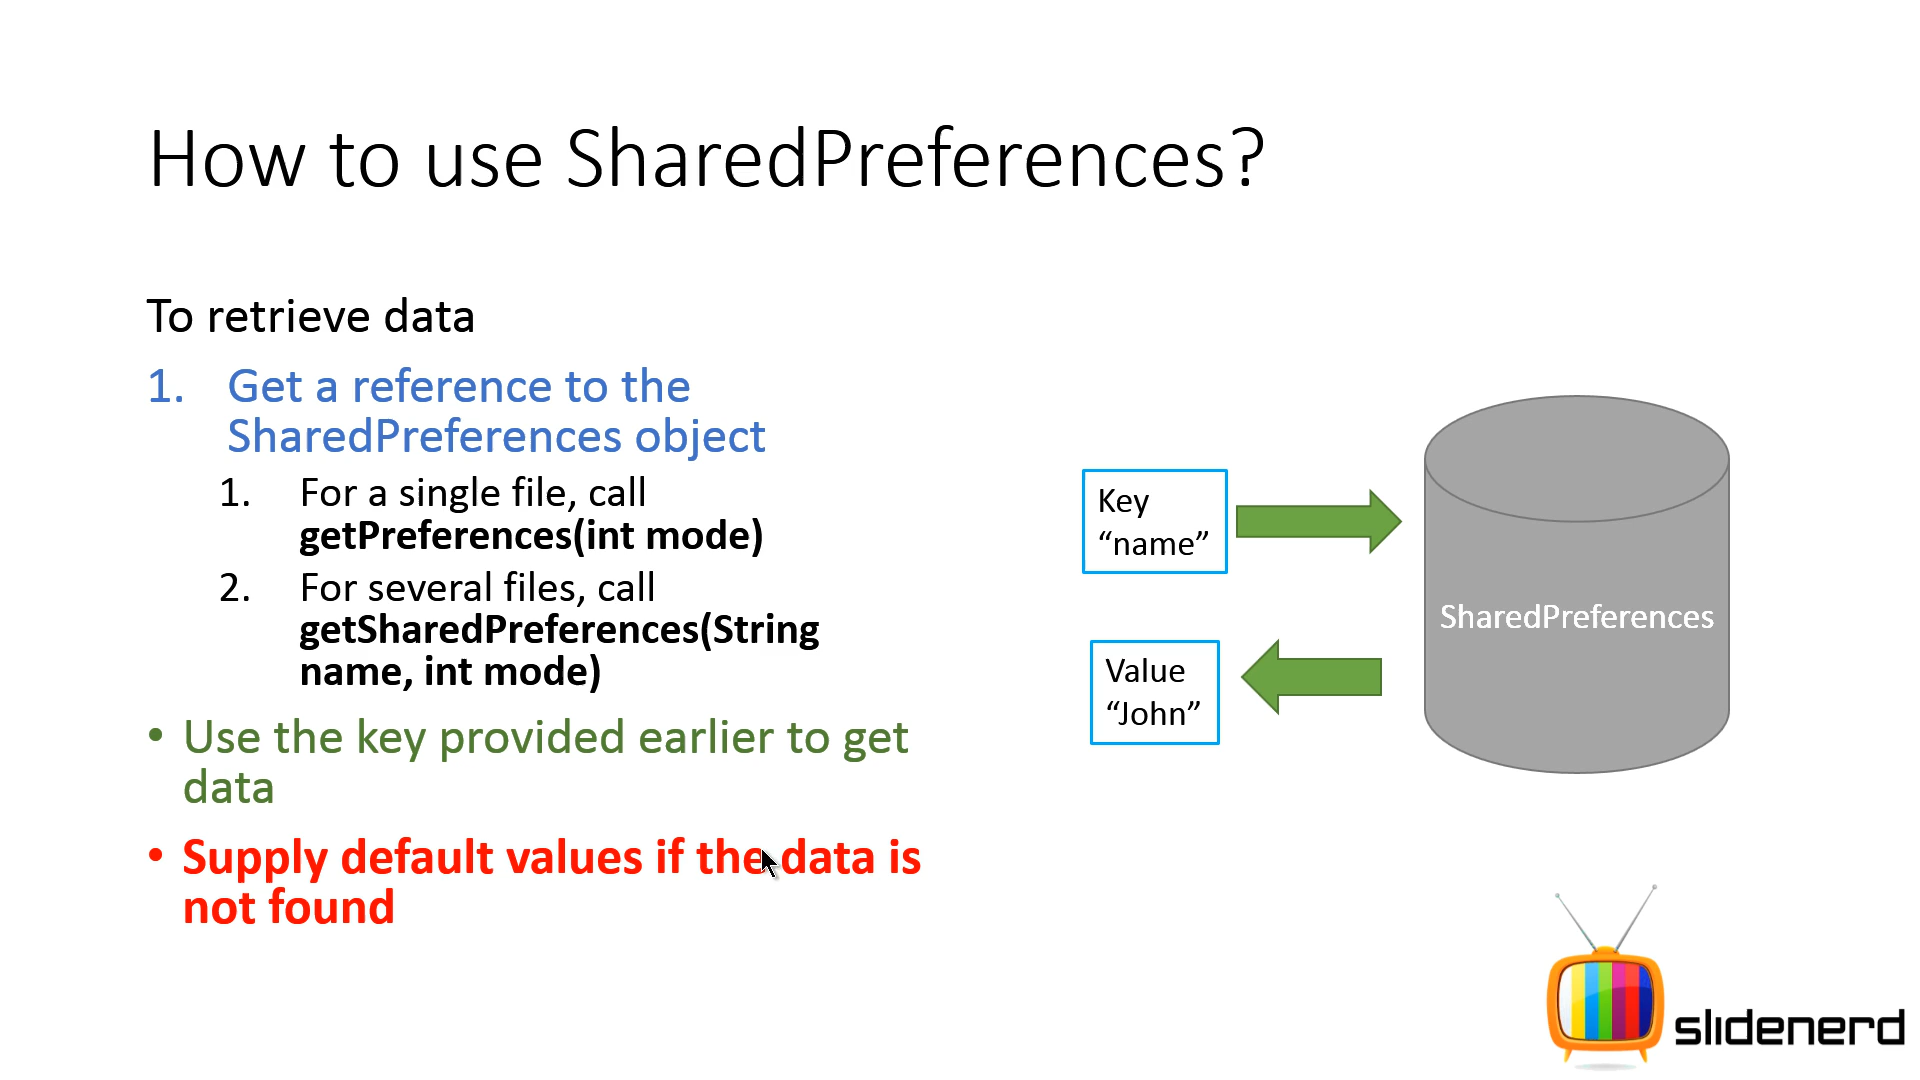 How to use SharedPreferences?
To retrieve data
1. Get a reference to the
SharedPreferences object
1. For a single file, call
getPreferences(int mode)
2. For several files, call
getSharedPreferences(String
name, int mode)
• Use the key provided earlier to get
data
• Supply default values if the data is
not found
Key
“name”
Value
“John”
SharedPreferences
slidenerd